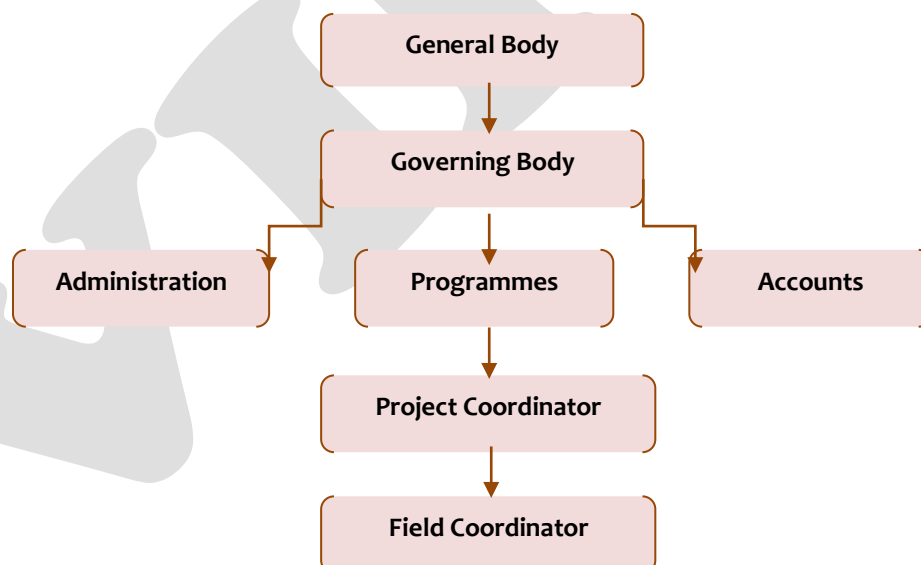 General Body
Governing Body
Administration
Programmes
Accounts
Project Coordinator
Field Coordinator